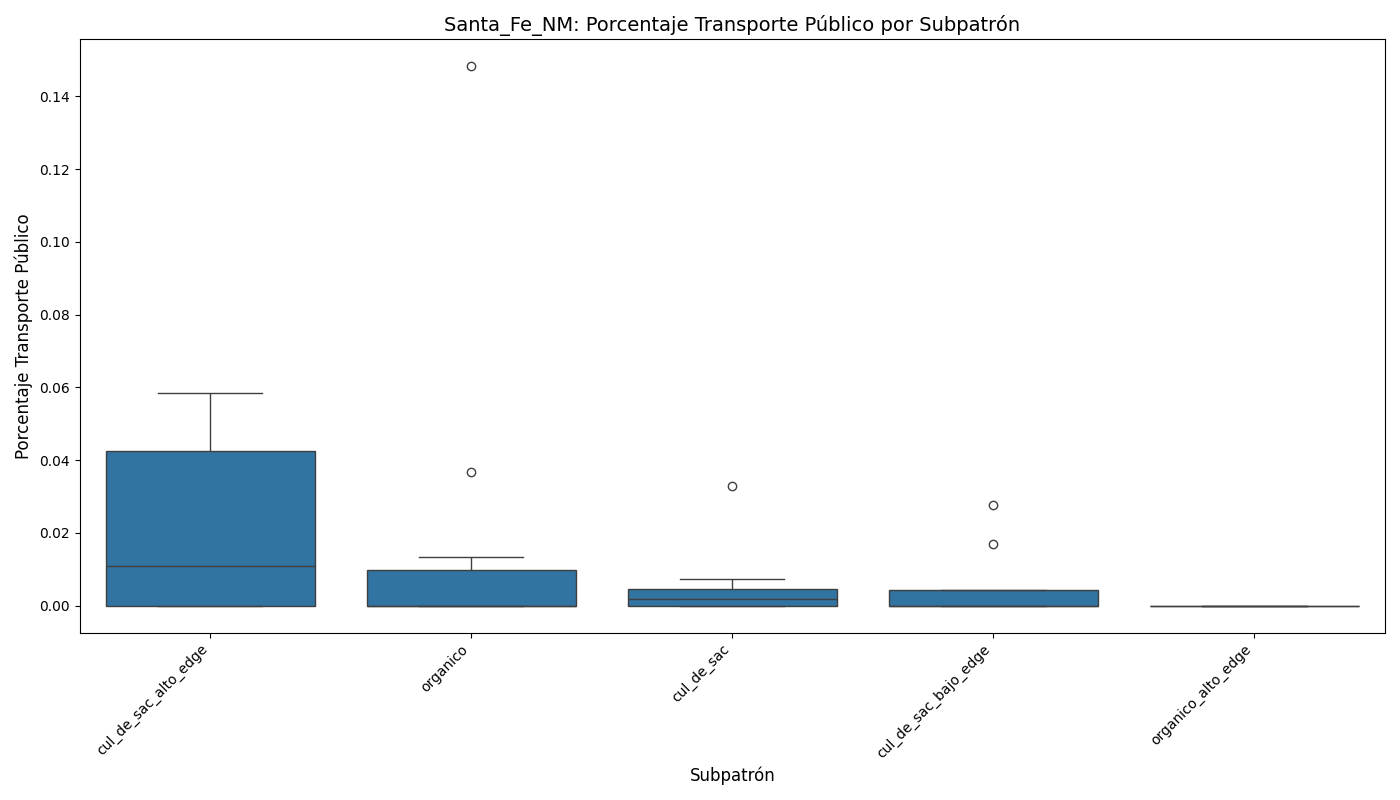 Santa_Fe_NM: Porcentaje Transporte Público por Subpatrón
Porcentaje Transporte Público
0.14
0.12
0.10
0.08
0.06
0.04
0.02
0.00
cul_de_sac_alto_edge
organico
cul_de_sac
cul_de_sac_bajo_edge
organico_alto_edge
Subpatrón